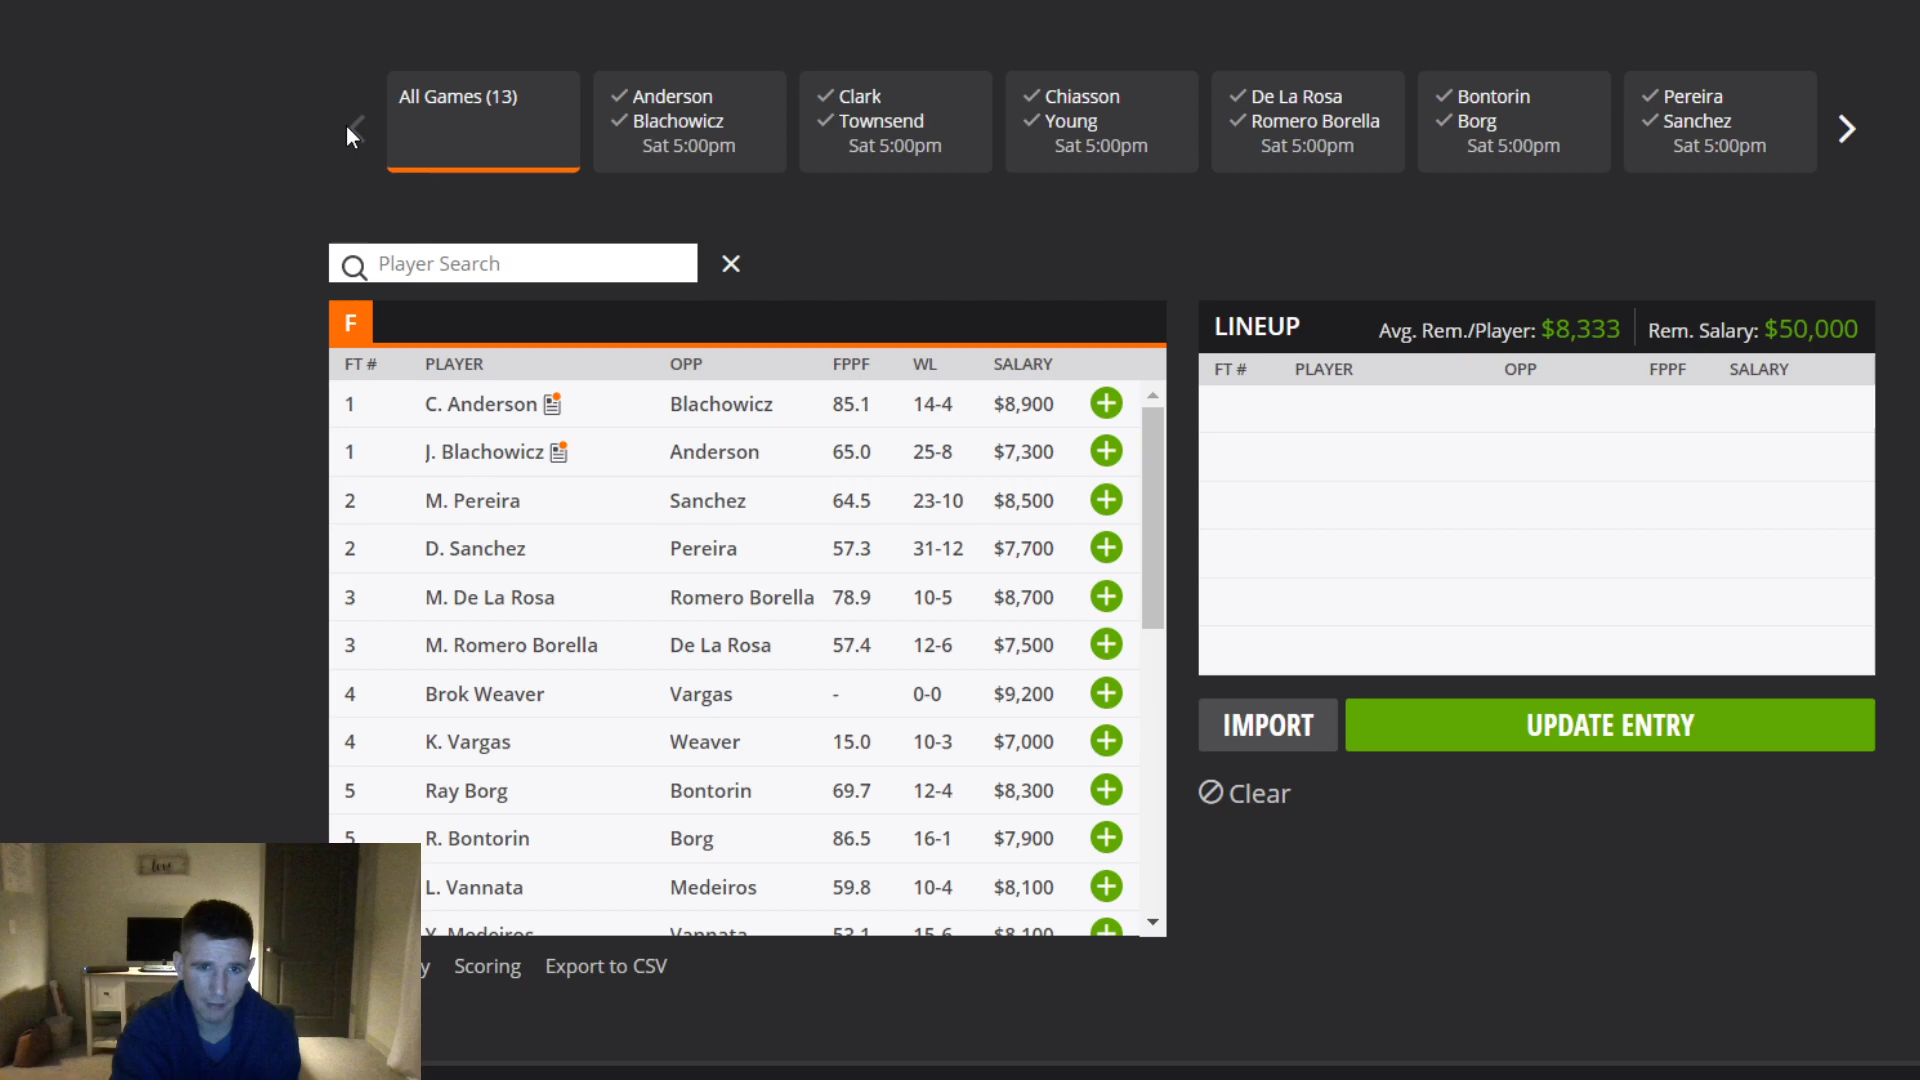 All Games (13)
Anderson
Blachowicz
Sat 5:00pm
Clark
Townsend
Sat 5:00pm
Chiasson
Young
Sat 5:00pm
De La Rosa
Romero Borella
Sat 5:00pm
Bontorin
Borg
Sat 5:00pm
Pereira
Sanchez
Sat 5:00pm
Player Search
F
FT # PLAYER OPP FPPF WL SALARY
1 C. Anderson Blachowicz 85.1 14-4 $8,900
1 J. Blachowicz Anderson 65.0 25-8 $7,300
2 M. Pereira Sanchez 64.5 23-10 $8,500
2 D. Sanchez Pereira 57.3 31-12 $7,700
3 M. De La Rosa Romero Borella 78.9 10-5 $8,700
3 M. Romero Borella De La Rosa 57.4 12-6 $7,500
4 Brok Weaver Vargas - 0-0 $9,200
4 K. Vargas Weaver 15.0 10-3 $7,000
5 Ray Borg Bontorin 69.7 12-4 $8,300
5 R. Bontorin Borg 86.5 16-1 $7,900
L. Vannata Medeiros 59.8 10-4 $8,100
Y. Medeiros Vannata 53.1 15-6 $8,100
y Scoring Export to CSV
LINEUP Avg. Rem./Player: $8,333 Rem. Salary: $50,000
FT # PLAYER OPP FPPF SALARY
IMPORT UPDATE ENTRY
Clear
love